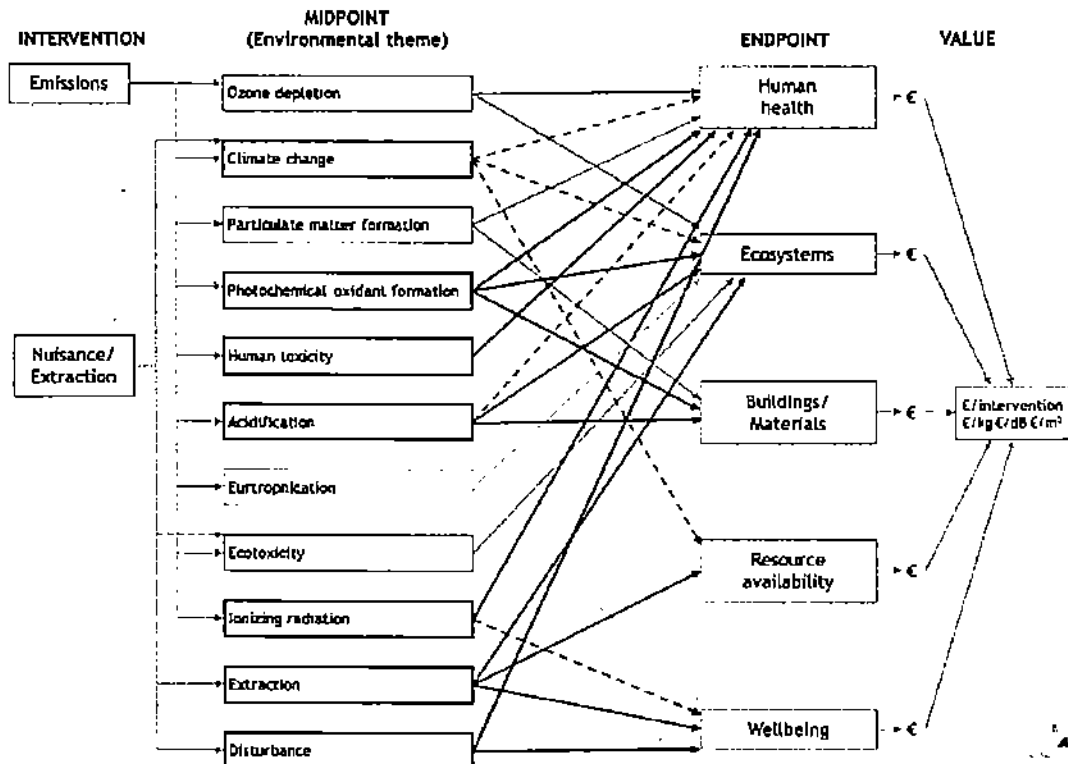 MIDPOINT
INTERVENTION
(Environmental theme)
ENDPOINT
VALUE
Emissions
Ozone depletion
Human
health
€
Climate change
Particulate matter formation
Ecosystems
€
Photochemical oxidant formation
Nuisance/
Extraction
Human toxicity
Acidification
Buildings/
Materials
€
€/intervention
€/kg €/dB €/m²
Eurtropnication
Ecotoxicity
Resource
availability
€
Ionizing radiation
Extraction
Wellbeing
€
Disturbance